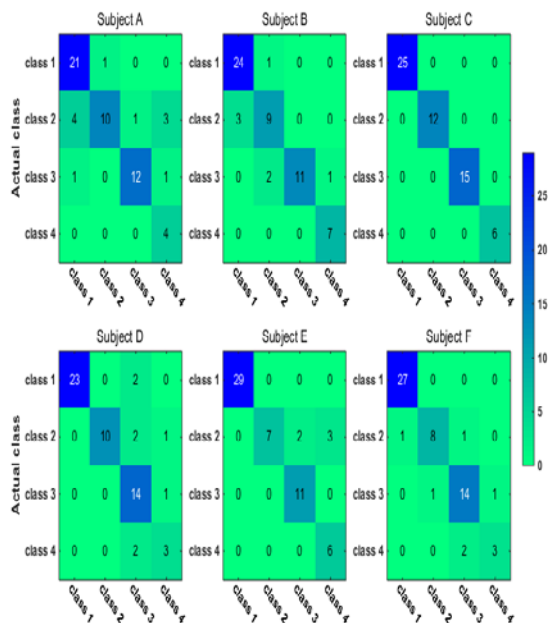 Subject A Subject B Subject C
class 1 21 1 0 0 class 1 24 1 0 0 class 1 25 0 0 0
class 2 4 10 1 3 class 2 3 9 0 0 class 2 0 12 0 0
class 3 1 0 12 1 class 3 0 2 11 1 class 3 0 0 15 0
class 4 0 0 0 4 class 4 0 0 0 7 class 4 0 0 0 6
Actual class
class 1 class 2 class 3 class 4 class 1 class 2 class 3 class 4 class 1 class 2 class 3 class 4
Subject D Subject E Subject F
class 1 23 0 2 0 class 1 29 0 0 0 class 1 27 0 0 0
class 2 0 10 2 1 class 2 0 7 2 3 class 2 1 8 1 0
class 3 0 0 14 1 class 3 0 0 11 0 class 3 0 1 14 1
class 4 0 0 2 3 class 4 0 0 0 6 class 4 0 0 2 3
Actual class
class 1 class 2 class 3 class 4 class 1 class 2 class 3 class 4 class 1 class 2 class 3 class 4
25
20
15
10
5
0